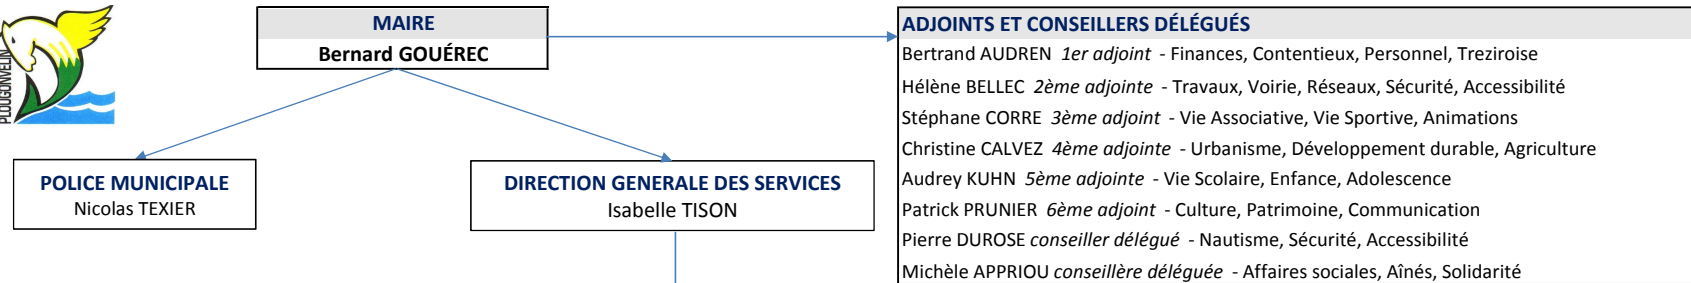 PLOUGONVELIN
MAIRE
Bernard GOUÉREC
POLICE MUNICIPALE
Nicolas TEXIER
DIRECTION GENERALE DES SERVICES
Isabelle TISON
ADJOINTS ET CONSEILLERS DÉLÉGUÉS
Bertrand AUDREN 1er adjoint - Finances, Contentieux, Personnel, Treziroise
Hélène BELLEC 2ème adjointe - Travaux, Voirie, Réseaux, Sécurité, Accessibilité
Stéphane CORRE 3ème adjoint - Vie Associative, Vie Sportive, Animations
Christine CALVEZ 4ème adjointe - Urbanisme, Développement durable, Agriculture
Audrey KUHN 5ème adjointe - Vie Scolaire, Enfance, Adolescence
Patrick PRUNIER 6ème adjoint - Culture, Patrimoine, Communication
Pierre DUROSE conseiller délégué - Nautisme, Sécurité, Accessibilité
Michèle APPRIOU conseillère déléguée - Affaires sociales, Aînés, Solidarité